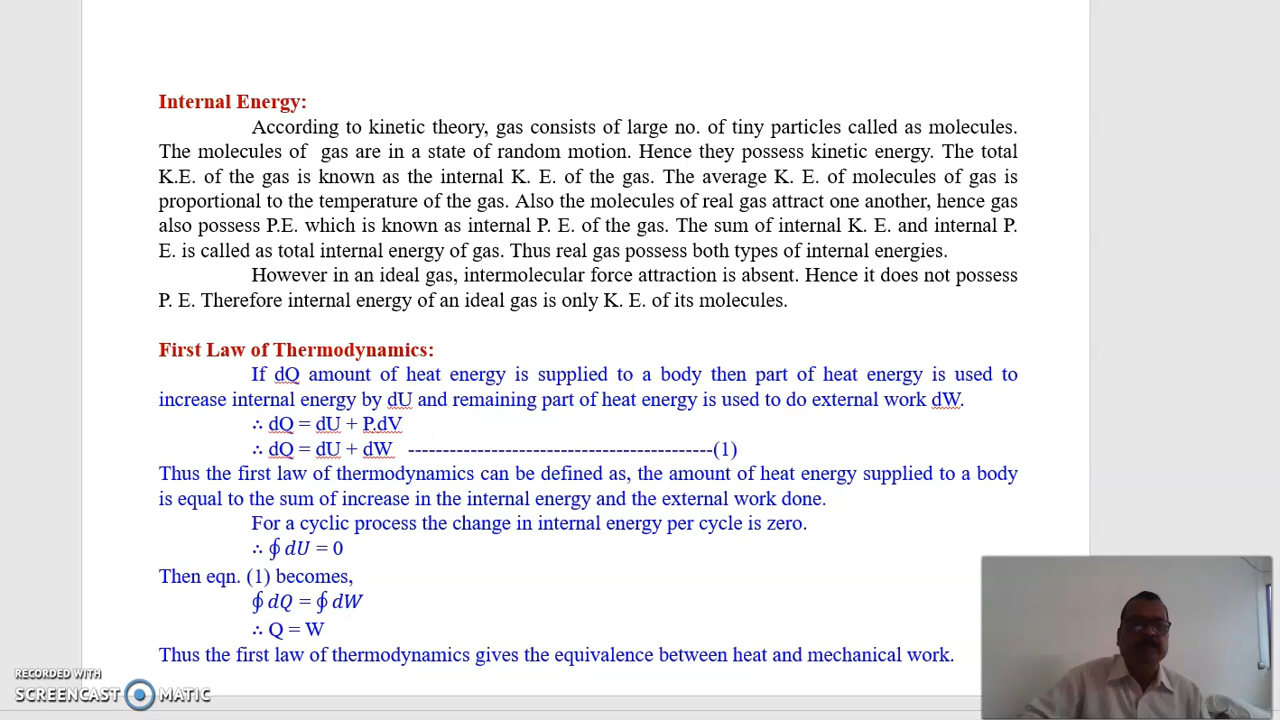 Internal Energy:
According to kinetic theory, gas consists of large no. of tiny particles called as molecules.
The molecules of gas are in a state of random motion. Hence they possess kinetic energy. The total
K.E. of the gas is known as the internal K. E. of the gas. The average K. E. of molecules of gas is
proportional to the temperature of the gas. Also the molecules of real gas attract one another, hence gas
also possess P.E. which is known as internal P. E. of the gas. The sum of internal K. E. and internal P.
E. is called as total internal energy of gas. Thus real gas possess both types of internal energies.
However in an ideal gas, intermolecular force attraction is absent. Hence it does not possess
P. E. Therefore internal energy of an ideal gas is only K. E. of its molecules.
First Law of Thermodynamics:
If dQ amount of heat energy is supplied to a body then part of heat energy is used to
increase internal energy by dU and remaining part of heat energy is used to do external work dW.
∴ dQ = dU + P.dV
∴ dQ = dU + dW --------------------------------------------(1)
Thus the first law of thermodynamics can be defined as, the amount of heat energy supplied to a body
is equal to the sum of increase in the internal energy and the external work done.
For a cyclic process the change in internal energy per cycle is zero.
∴ ∮ dU = 0
Then eqn. (1) becomes,
∮ dQ = ∮ dW
∴ Q = W
Thus the first law of thermodynamics gives the equivalence between heat and mechanical work.
RECORDED WITH
SCREENCAST MATIC